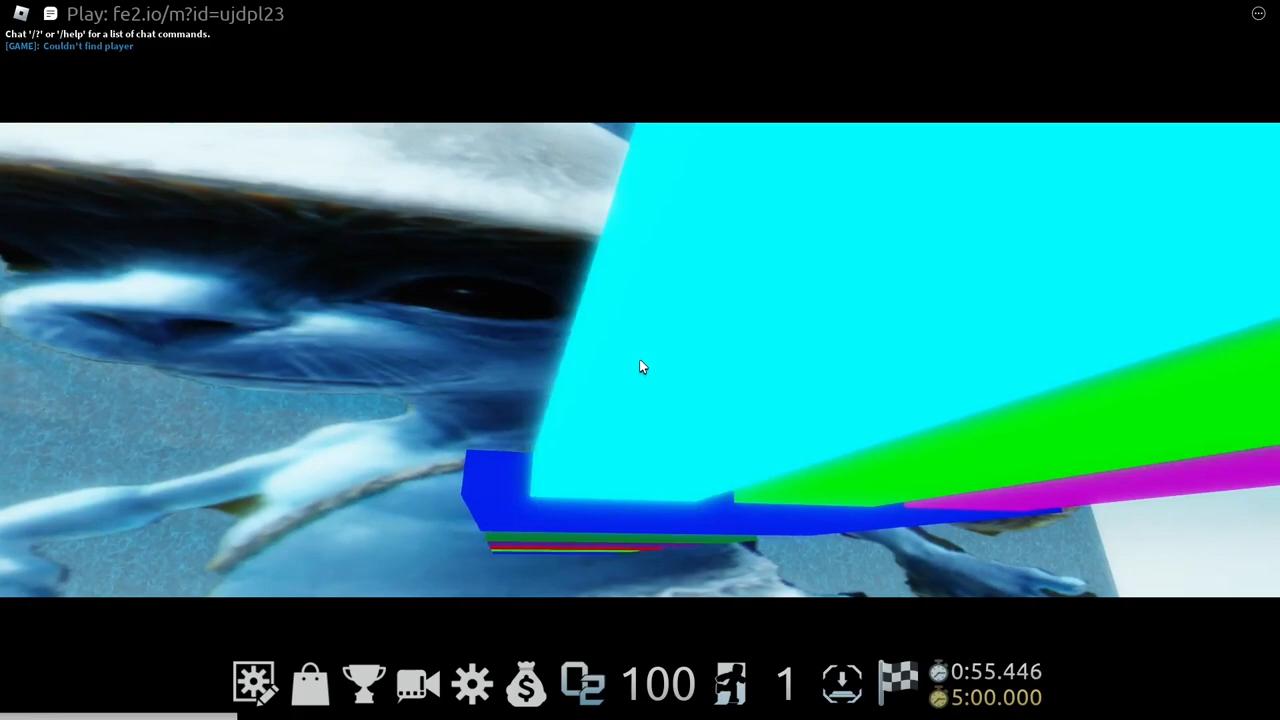 Play: fe2.io/m?id=ujdpl23
Chat '/?' or '/help' for a list of chat commands.
[GAME]: Couldn't find player
O2 100 1 0:55.446
5:00.000